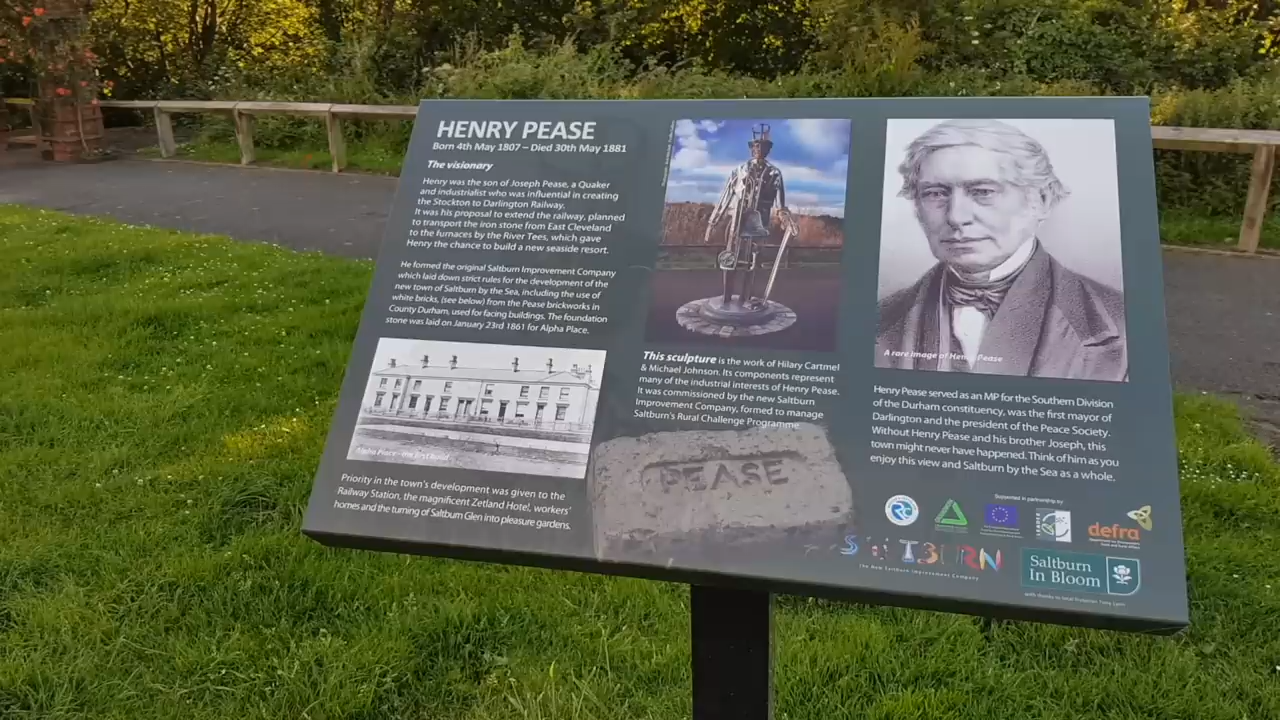 HENRY PEASE
Born 4th May 1807 – Died 30th May 1881
The visionary
Henry was the son of Joseph Pease, a Quaker
and industrialist who was influential in creating
the Stockton to Darlington Railway.
It was his proposal to extend the railway, planned
to transport the iron stone from East Cleveland
to the furnaces by the River Tees, which gave
Henry the chance to build a new seaside resort.
He formed the original Saltburn Improvement Company
which laid down strict rules for the development of the
new town of Saltburn by the Sea, including the use of
white bricks, (see below) from the Pease brickworks in
County Durham, used for facing buildings. The foundation
stone was laid on January 23rd 1861 for Alpha Place.
Alpha Place - the first build
Priority in the town's development was given to the
Railway Station, the magnificent Zetland Hotel, workers'
homes and the turning of Saltburn Glen into pleasure gardens.
This sculpture is the work of Hilary Cartmel
& Michael Johnson. Its components represent
many of the industrial interests of Henry Pease.
It was commissioned by the new Saltburn
Improvement Company, formed to manage
Saltburn's Rural Challenge Programme
PEASE
A rare image of Henry Pease
Henry Pease served as an MP for the Southern Division
of the Durham constituency, was the first mayor of
Darlington and the president of the Peace Society.
Without Henry Pease and his brother Joseph, this
town might never have happened. Think of him as you
enjoy this view and Saltburn by the Sea as a whole.
Supported in partnership by:
defra
The New Saltburn Improvement Company
Saltburn
In Bloom